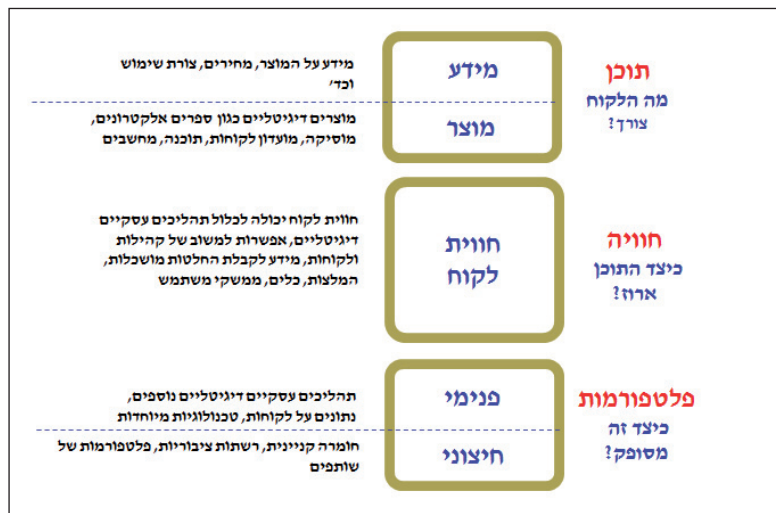 תוכן
מה הלקוח
צורך?
מידע
מידע על המוצר, מחירים, צורת שימוש
וכד'
מוצר
מוצרים דיגיטליים כגון ספרים אלקטרונים,
מוסיקה, מועדון לקוחות, תוכנה, מחשבים
חוויה
כיצד התוכן
ארוז?
חווית
לקוח
חווית לקוח יכולה לכלול תהליכים עסקיים
דיגיטליים, אפשרות למשוב של קהילות
ולקוחות, מידע לקבלת החלטות מושכלות,
המלצות, כלים, ממשקי משתמש
פלטפורמות
כיצד זה
מסופק?
פנימי
תהליכים עסקיים דיגיטליים נוספים,
נתונים על לקוחות, טכנולוגיות מיוחדות
חיצוני
חומרה קניינית, רשתות ציבוריות, פלטפורמות של
שותפים